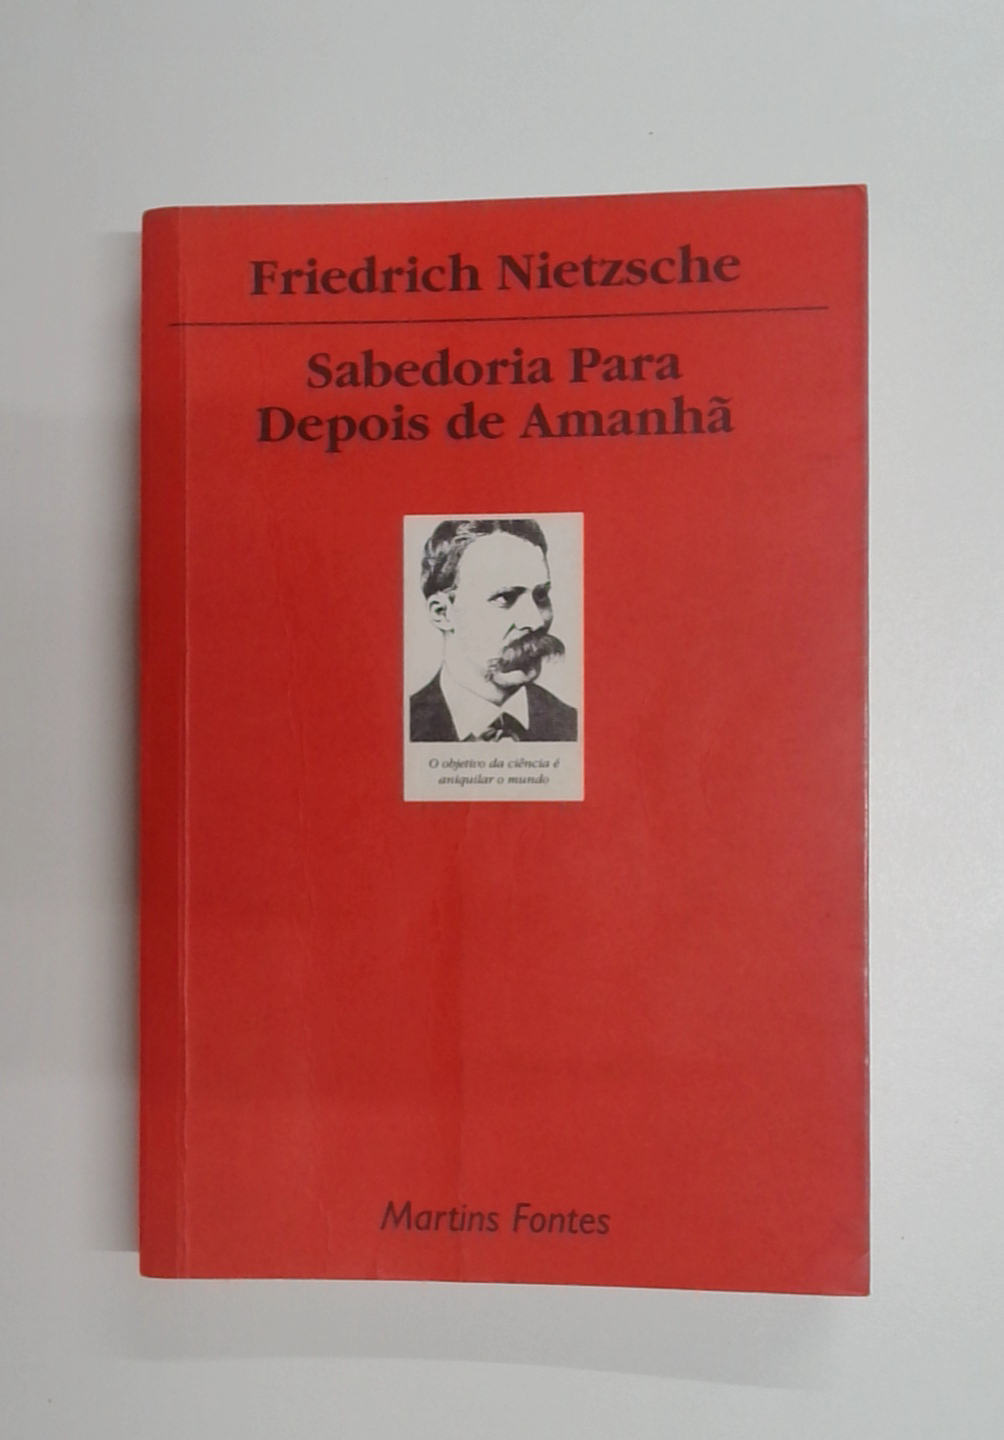 Friedrich Nietzsche
Sabedoria Para
Depois de Amanhã
O objetivo da ciência é
aniquilar o mundo
Martins Fontes